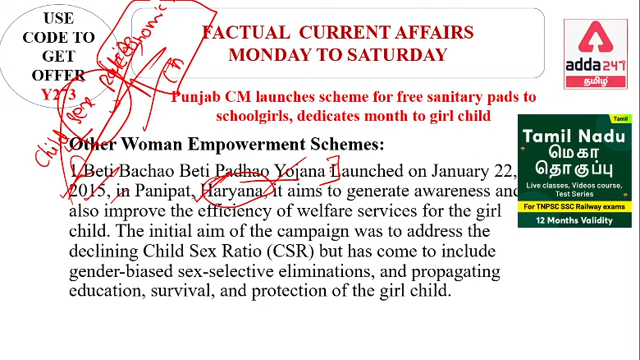 USE
CODE TO
GET
OFFER
Y273
FACTUAL CURRENT AFFAIRS
MONDAY TO SATURDAY
Punjab CM launches scheme for free sanitary pads to
schoolgirls, dedicates month to girl child
Child Sex Ratio
Other Woman Empowerment Schemes:
1.Beti Bachao Beti Padhao Yojana Launched on January 22,
2015, in Panipat, Haryana. It aims to generate awareness and
also improve the efficiency of welfare services for the girl
child. The initial aim of the campaign was to address the
declining Child Sex Ratio (CSR) but has come to include
gender-biased sex-selective eliminations, and propagating
education, survival, and protection of the girl child.
adda247
தமிழ்
Tamil
Tamil Nadu
மெகா
தொகுப்பு
Live classes, Videos course,
Test Series
For TNPSC SSC Railway exams
12 Months Validity